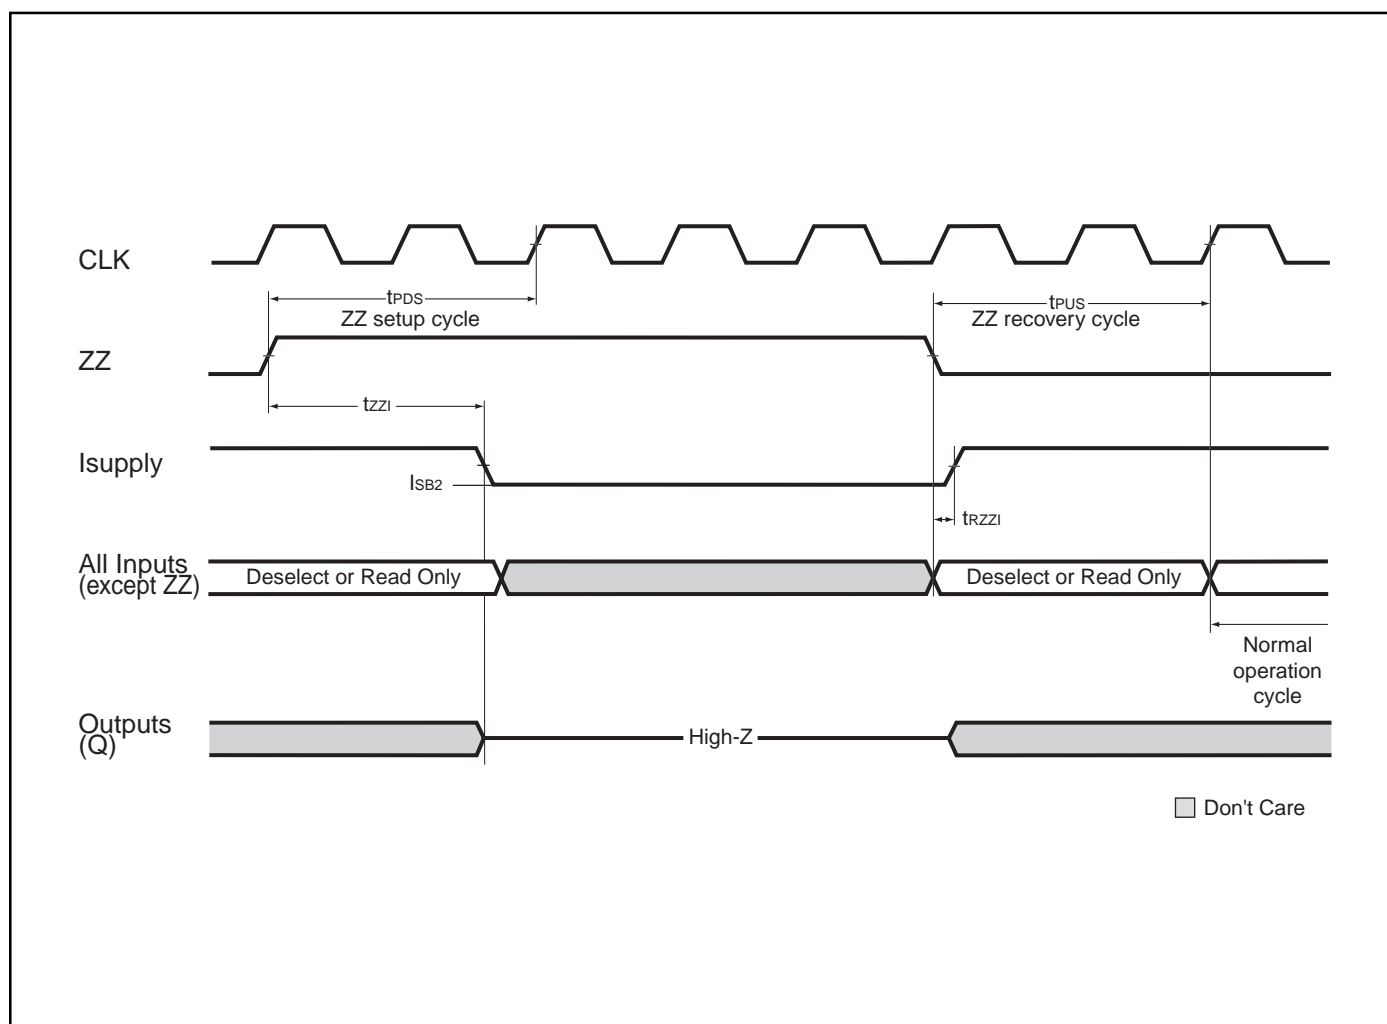 CLK
tPDS
ZZ setup cycle
tPUS
ZZ recovery cycle
ZZ
tZZI
Isupply
ISB2
tRZZI
All Inputs
(except ZZ)
Deselect or Read Only
Deselect or Read Only
Normal
operation
cycle
Outputs
(Q)
High-Z
Don't Care